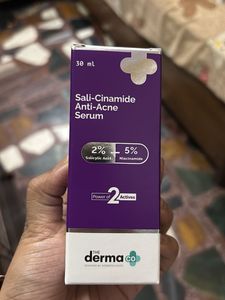 30 ml
Sali-Cinamide
Anti-Acne
Serum
2% + 5%
Salicylic Acid Niacinamide
Power of 2 Actives
THE
derma co